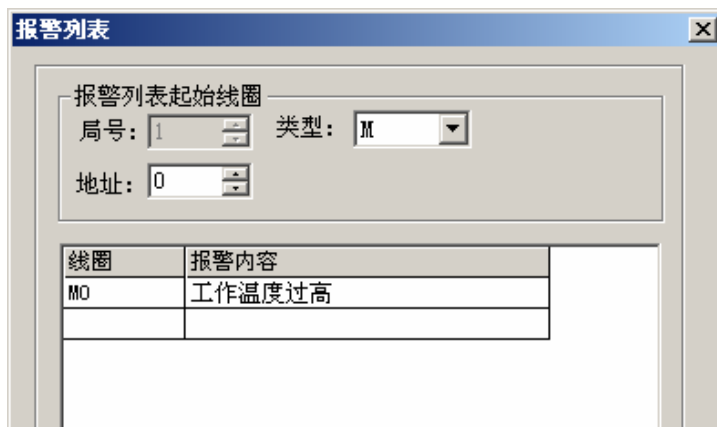 报警列表
报警列表起始线圈
局号: 1 类型: M
地址: 0
线圈 报警内容
M0 工作温度过高